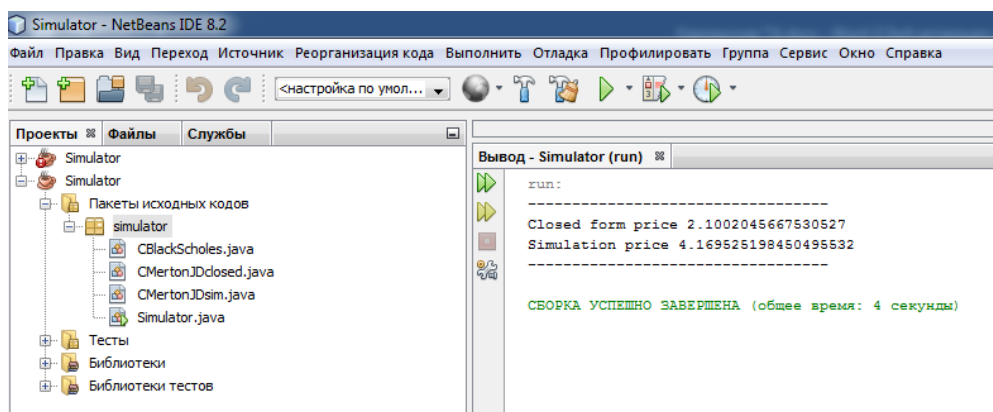 Simulator - NetBeans IDE 8.2
Файл Правка Вид Переход Источник Реорганизация кода Выполнить Отладка Профилировать Группа Сервис Окно Справка
<настройка по умол...
Проекты Файлы Службы
Simulator
Simulator
Пакеты исходных кодов
simulator
CBlackScholes.java
CMertonJDclosed.java
CMertonJDsim.java
Simulator.java
Тесты
Библиотеки
Библиотеки тестов
Вывод - Simulator (run)
run:
----------------------------------
Closed form price 2.1002045667530527
Simulation price 4.169525198450495532
----------------------------------
СБОРКА УСПЕШНО ЗАВЕРШЕНА (общее время: 4 секунды)